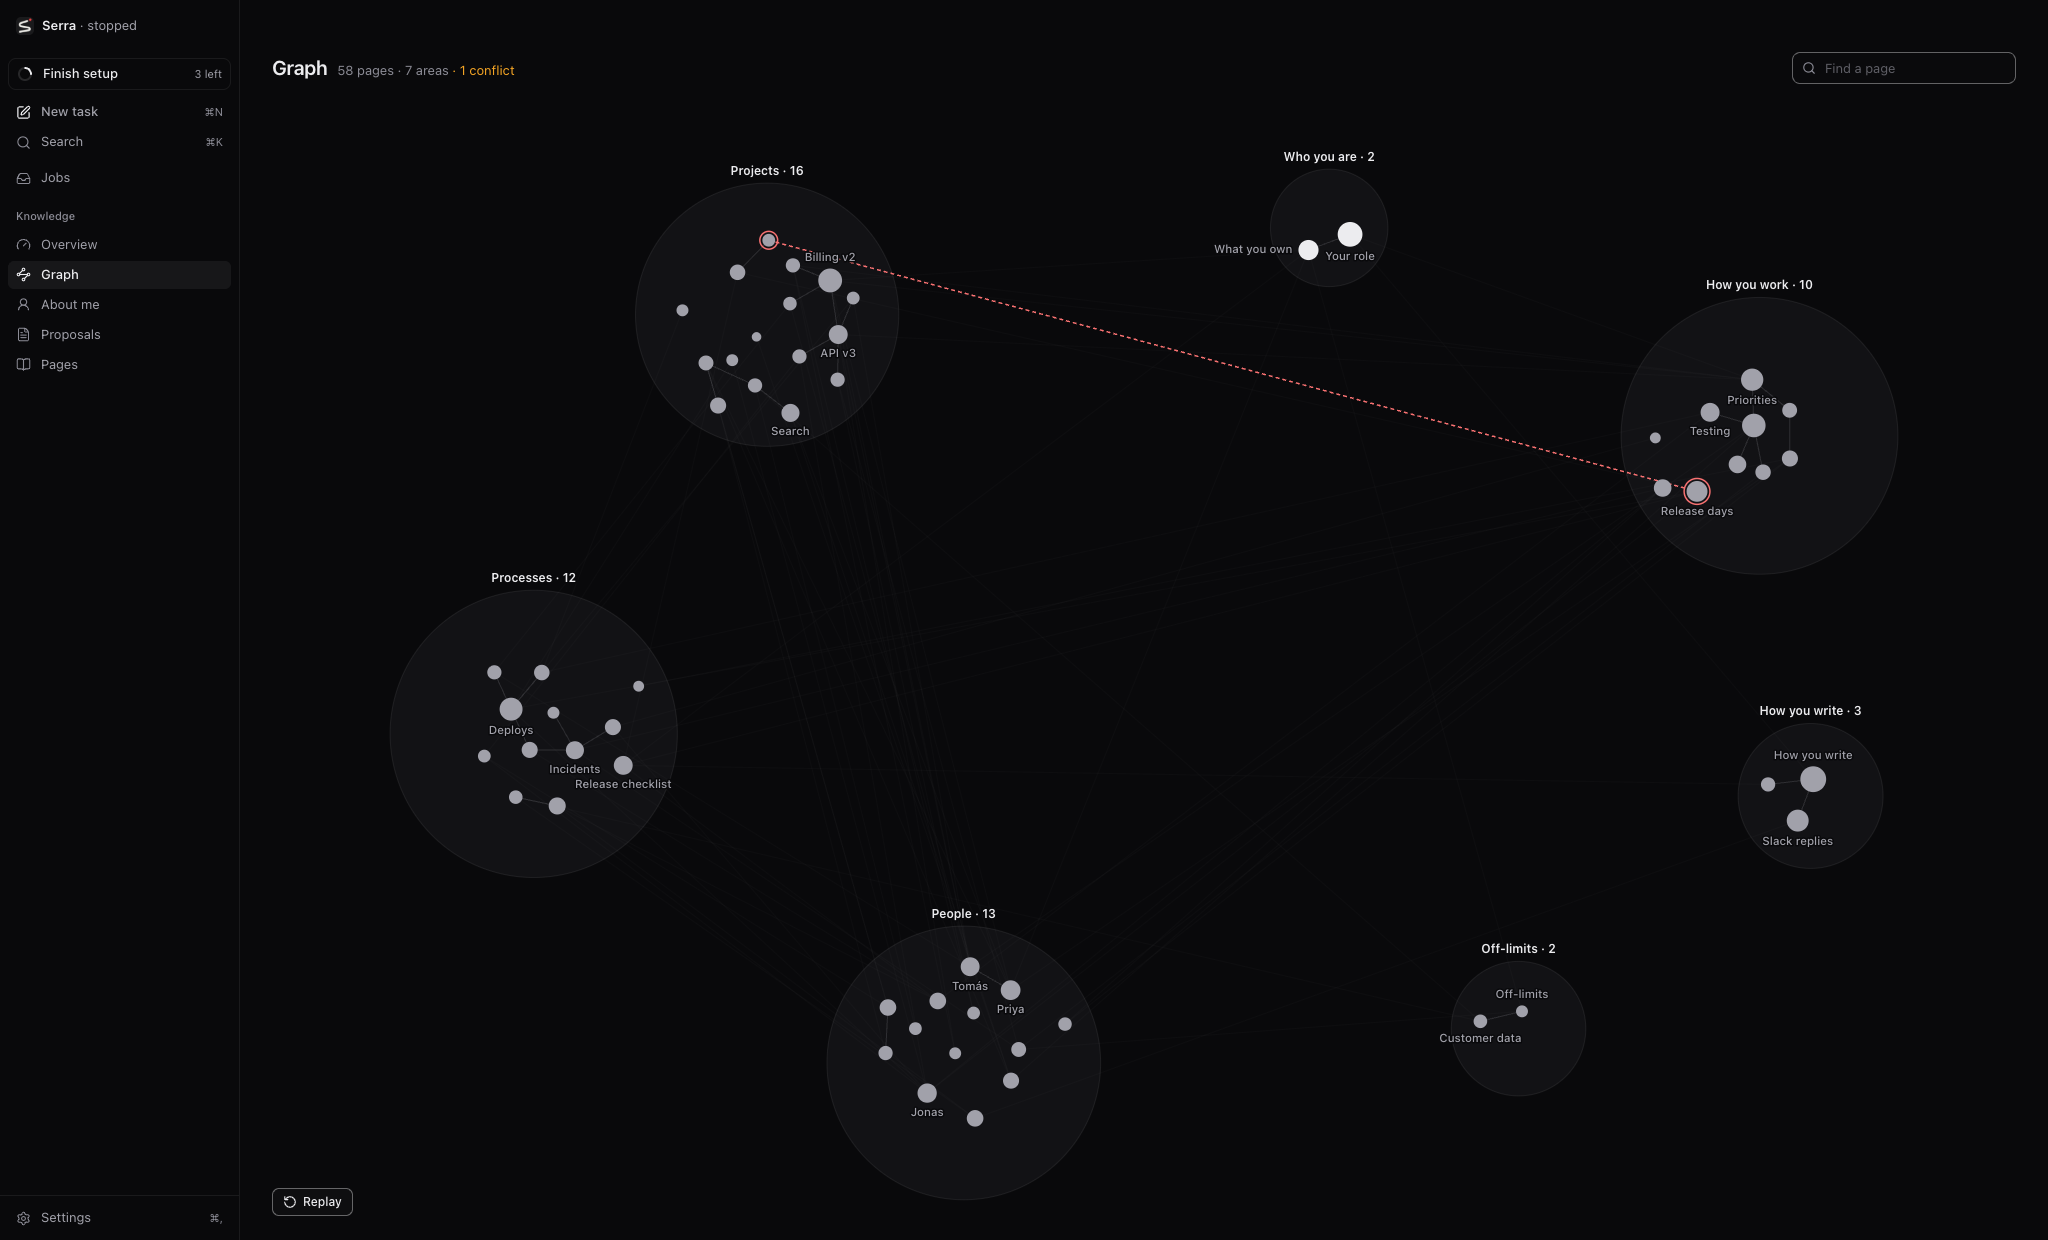 Serra · stopped
Finish setup 3 left
New task ⌘N
Search ⌘K
Jobs
Knowledge
Overview
Graph
About me
Proposals
Pages
Settings ⌘,
Graph 58 pages · 7 areas · 1 conflict
Find a page
Projects · 16
Billing v2
API v3
Search
Who you are · 2
What you own
Your role
How you work · 10
Priorities
Testing
Release days
Processes · 12
Deploys
Incidents
Release checklist
How you write · 3
How you write
Slack replies
People · 13
Tomás
Priya
Jonas
Off-limits · 2
Off-limits
Customer data
Replay